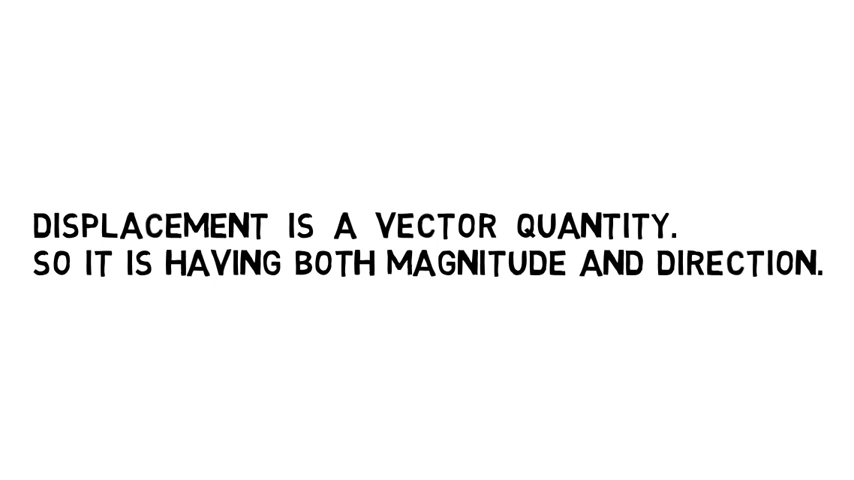 DISPLACEMENT IS A VECTOR QUANTITY.
SO IT IS HAVING BOTH MAGNITUDE AND DIRECTION.